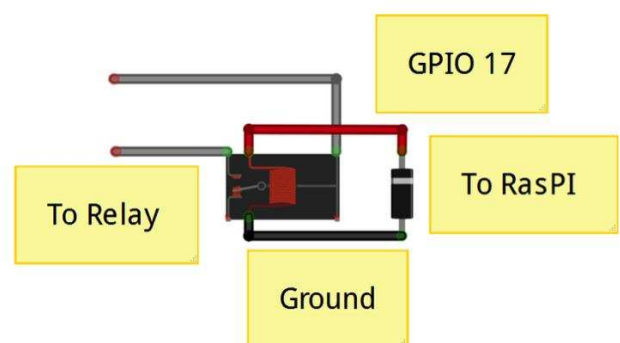 GPIO 17
To RasPI
To Relay
Ground